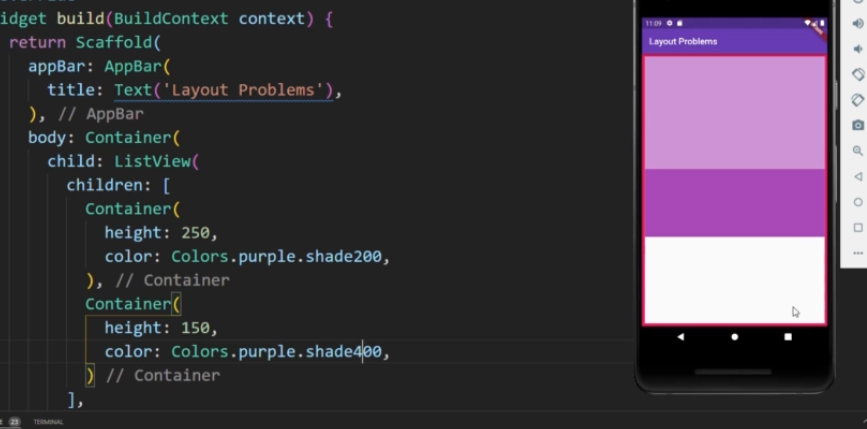 idget build(BuildContext context) {
return Scaffold(
appBar: AppBar(
title: Text('Layout Problems'),
), // AppBar
body: Container(
child: ListView(
children: [
Container(
height: 250,
color: Colors.purple.shade200,
), // Container
Container(
height: 150,
color: Colors.purple.shade400,
) // Container
],
23 TERMINAL
11:09
Layout Problems